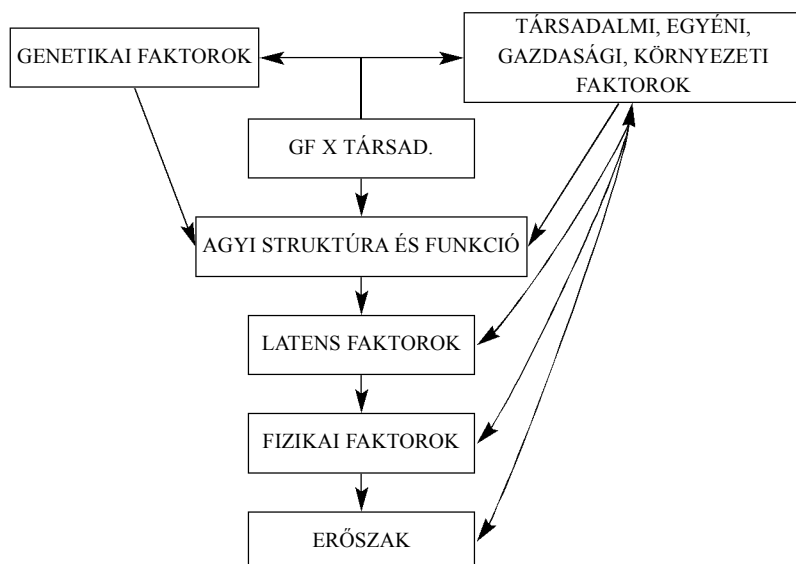 GENETIKAI FAKTOROK
TÁRSADALMI, EGYÉNI,
GAZDASÁGI, KÖRNYEZETI
FAKTOROK
GF X TÁRSAD.
AGYI STRUKTÚRA ÉS FUNKCIÓ
LATENS FAKTOROK
FIZIKAI FAKTOROK
ERŐSZAK